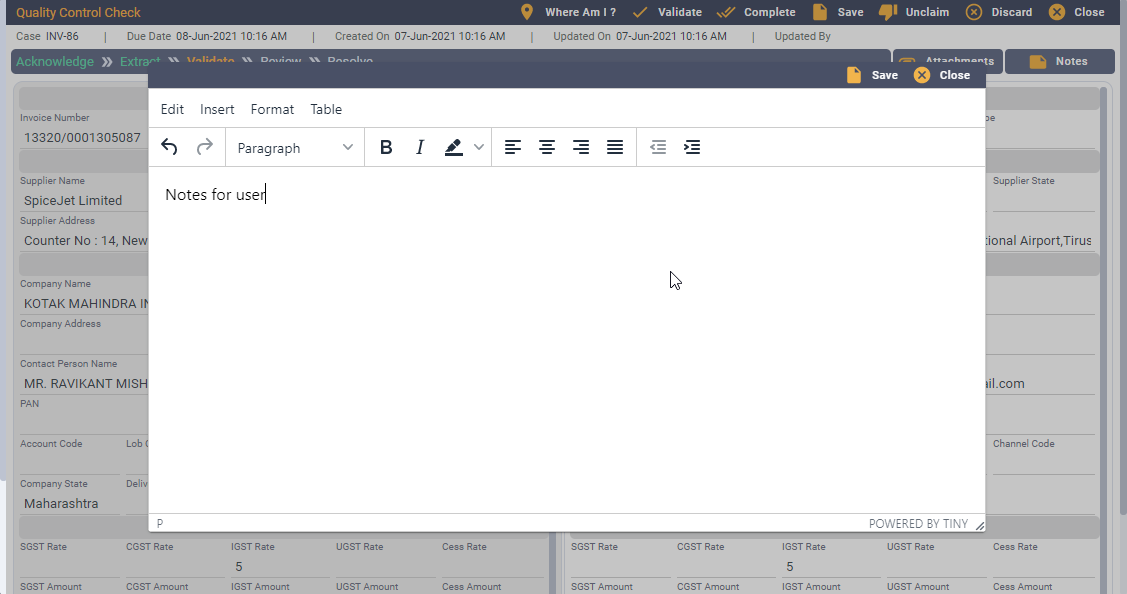 Quality Control Check Where Am I ? Validate Complete Save Unclaim Discard Close
Case INV-86 | Due Date 08-Jun-2021 10:16 AM | Created On 07-Jun-2021 10:16 AM | Updated On 07-Jun-2021 10:16 AM | Updated By
Acknowledge » Extract » Validate » Review » Resolve Attachments Notes
Save Close
Edit Insert Format Table
Invoice Number
13320/0001305087
Paragraph B I
Notes for user
Supplier Name Supplier State
SpiceJet Limited
Supplier Address
Counter No : 14, New tional Airport,Tirus
Company Name
KOTAK MAHINDRA IN
Company Address
Contact Person Name
MR. RAVIKANT MISH ail.com
PAN
Account Code Lob Channel Code
Company State Deliv
Maharashtra
P POWERED BY TINY
SGST Rate CGST Rate IGST Rate UGST Rate Cess Rate SGST Rate CGST Rate IGST Rate UGST Rate Cess Rate
5 5
SGST Amount CGST Amount IGST Amount UGST Amount Cess Amount SGST Amount CGST Amount IGST Amount UGST Amount Cess Amount